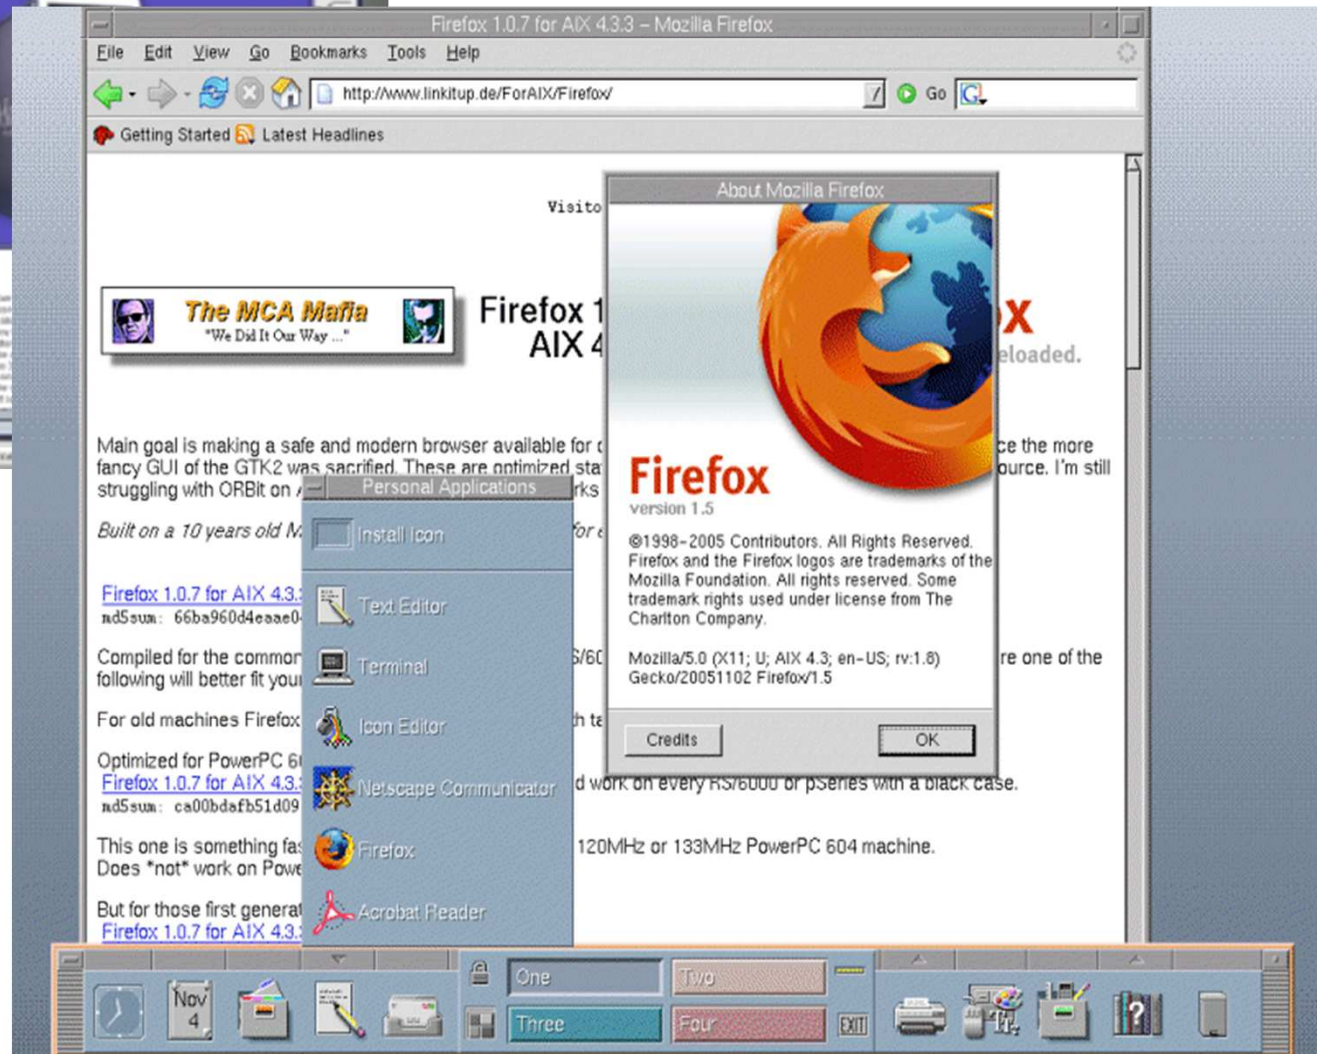 Firefox 1.0.7 for AIX 4.3.3 – Mozilla Firefox
File Edit View Go Bookmarks Tools Help
http://www.linkitup.de/ForAIX/Firefox/
Go
G
Getting Started Latest Headlines
Visito
The MCA Mafia
"We Did It Our Way ..."
Firefox 1
AIX 4
x
eloaded.
Main goal is making a safe and modern browser available for
ce the more
fancy GUI of the GTK2 was sacrified. These are optimized sta
ource. I'm still
struggling with ORBit on
rks
Built on a 10 years old
for
Firefox 1.0.7 for AIX 4.3.
md5sum: 66ba960d4eaae0
Compiled for the common
S/60
re one of the
following will better fit your
For old machines Firefox
h ta
Optimized for PowerPC 6
Firefox 1.0.7 for AIX 4.3.
d work on every RS/6000 or pSeries with a black case.
md5sum: ca00bdafb51d09
This one is something fas
120MHz or 133MHz PowerPC 604 machine.
Does *not* work on Powe
But for those first generat
Firefox 1.0.7 for AIX 4.3.
About Mozilla Firefox
Firefox
version 1.5
©1998–2005 Contributors. All Rights Reserved.
Firefox and the Firefox logos are trademarks of the
Mozilla Foundation. All rights reserved. Some
trademark rights used under license from The
Charlton Company.
Mozilla/5.0 (X11; U; AIX 4.3; en–US; rv:1.8)
Gecko/20051102 Firefox/1.5
Credits OK
Personal Applications
Install Icon
Text Editor
Terminal
Icon Editor
Netscape Communicator
Firefox
Acrobat Reader
Nov
4
One Two
Three Four
EXIT
?